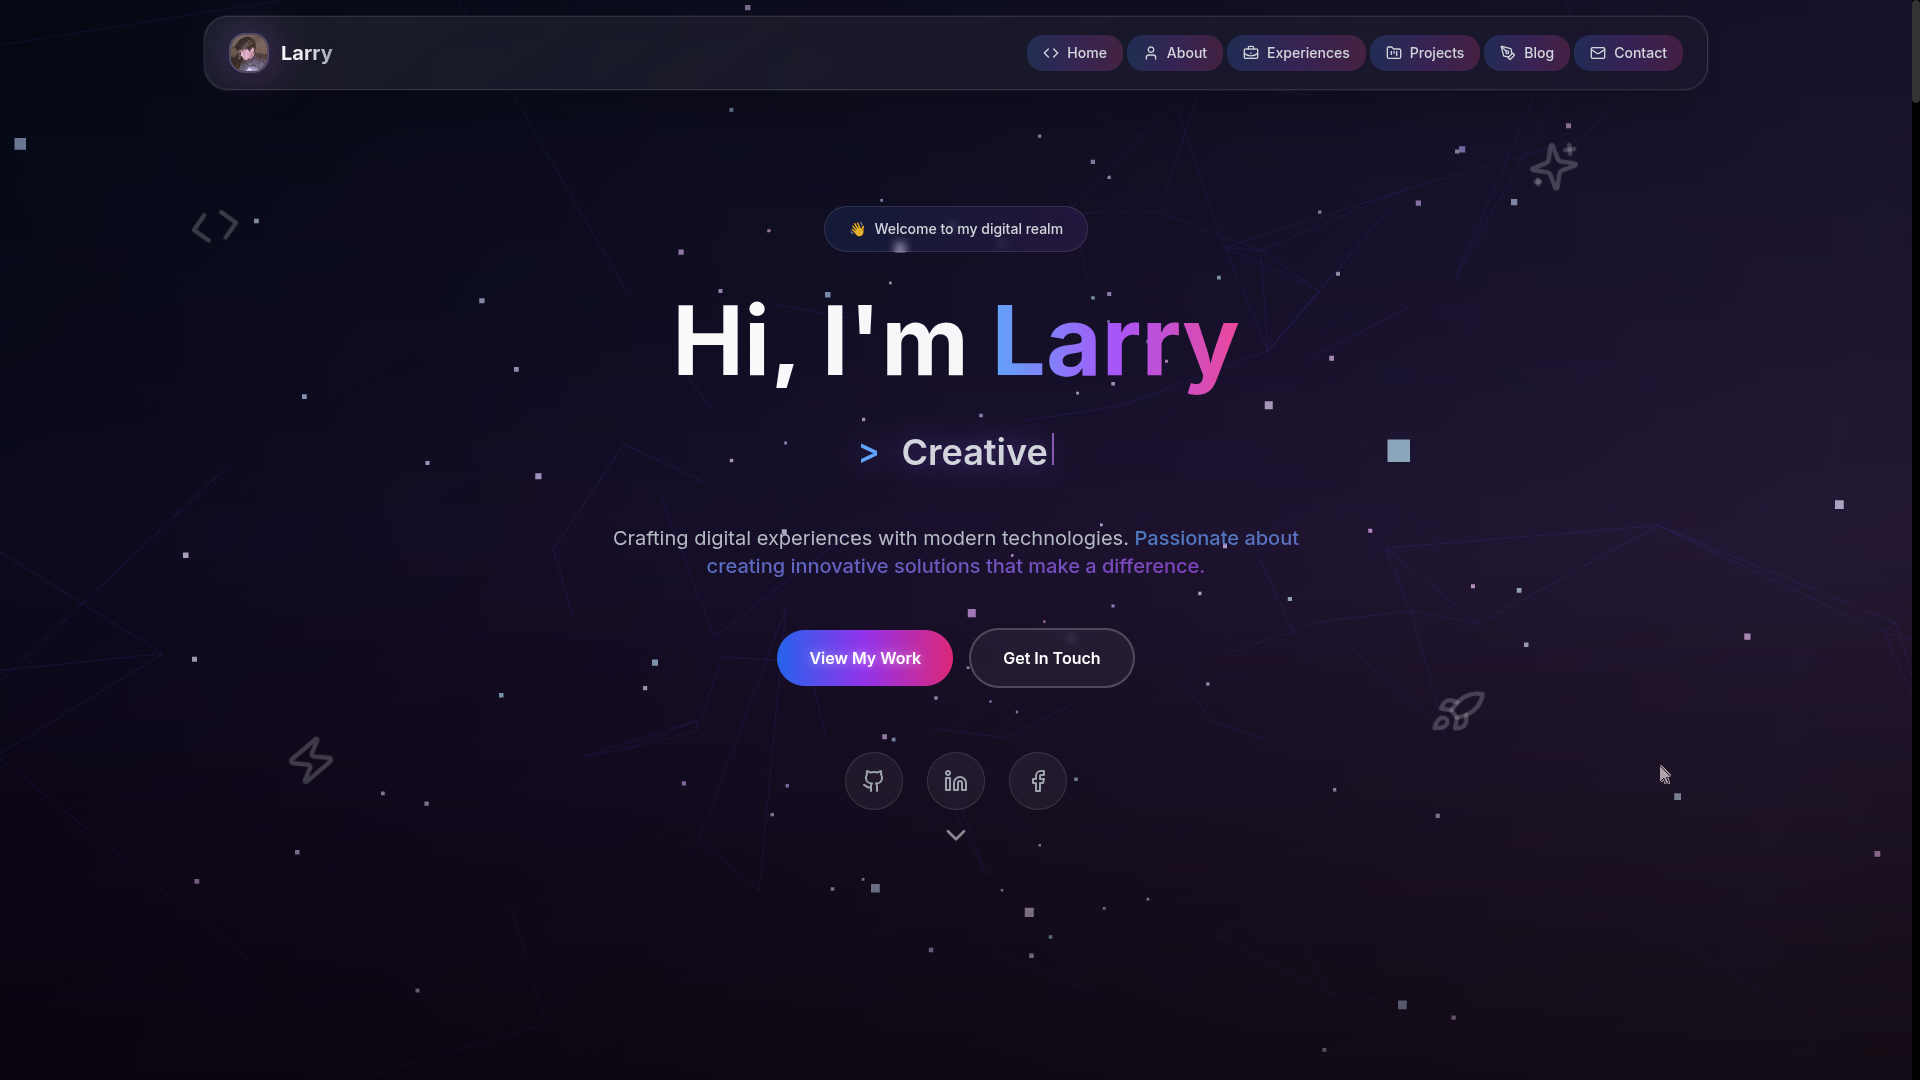 Larry
Home
About
Experiences
Projects
Blog
Contact
👋 Welcome to my digital realm
Hi, I'm Larry
> Creative
Crafting digital experiences with modern technologies. Passionate about
creating innovative solutions that make a difference.
View My Work
Get In Touch